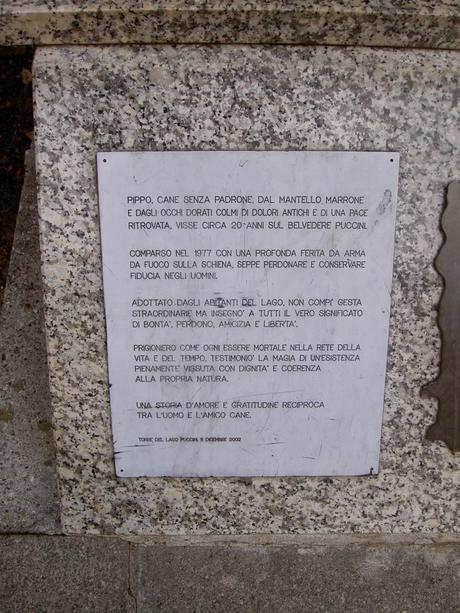 PIPPO, CANE SENZA PADRONE, DAL MANTELLO MARRONE
E DAGLI OCCHI DORATI COLMI DI DOLORI ANTICHI E DI UNA PACE
RITROVATA, VISSE CIRCA 20 ANNI SUL BELVEDERE PUCCINI.
COMPARSO NEL 1977 CON UNA PROFONDA FERITA DA ARMA
DA FUOCO SULLA SCHIENA, SEPPE PERDONARE E CONSERVARE
FIDUCIA NEGLI UOMINI.
ADOTTATO DAGLI ABITANTI DEL LAGO, NON COMPI' GESTA
STRAORDINARIE MA INSEGNO' A TUTTI IL VERO SIGNIFICATO
DI BONTA', PERDONO, AMICIZIA E LIBERTA'.
PRIGIONIERO COME OGNI ESSERE MORTALE NELLA RETE DELLA
VITA E DEL TEMPO, TESTIMONIO' LA MAGIA DI UN'ESISTENZA
PIENAMENTE VISSUTA CON DIGNITA' E COERENZA
ALLA PROPRIA NATURA.
UNA STORIA D'AMORE E GRATITUDINE RECIPROCA
TRA L'UOMO E L'AMICO CANE.
TORRE DEL LAGO PUCCINI, 8 DICEMBRE 2002